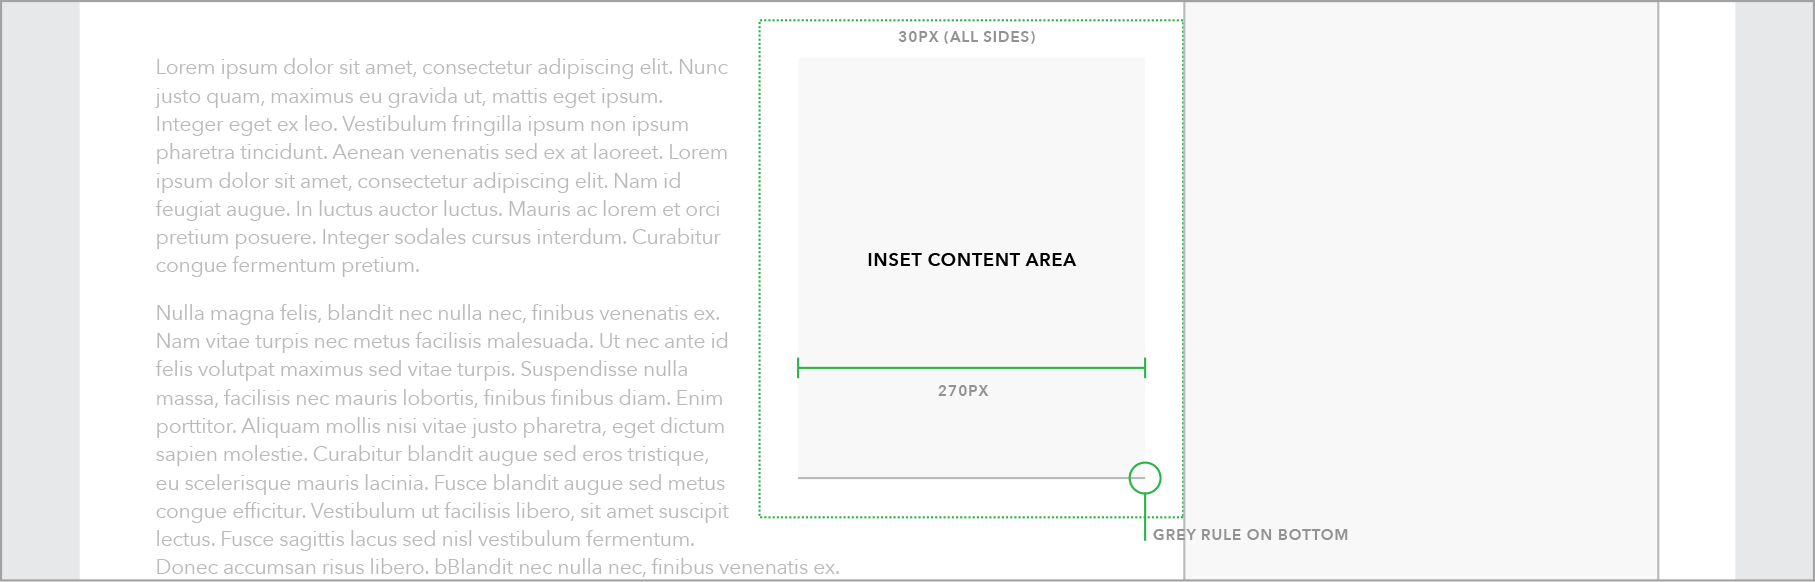 Lorem ipsum dolor sit amet, consectetur adipiscing elit. Nunc
justo quam, maximus eu gravida ut, mattis eget ipsum.
Integer eget ex leo. Vestibulum fringilla ipsum non ipsum
pharetra tincidunt. Aenean venenatis sed ex at laoreet. Lorem
ipsum dolor sit amet, consectetur adipiscing elit. Nam id
feugiat augue. In luctus auctor luctus. Mauris ac lorem et orci
pretium posuere. Integer sodales cursus interdum. Curabitur
congue fermentum pretium.
Nulla magna felis, blandit nec nulla nec, finibus venenatis ex.
Nam vitae turpis nec metus facilisis malesuada. Ut nec ante id
felis volutpat maximus sed vitae turpis. Suspendisse nulla
massa, facilisis nec mauris lobortis, finibus finibus diam. Enim
porttitor. Aliquam mollis nisi vitae justo pharetra, eget dictum
sapien molestie. Curabitur blandit augue sed eros tristique,
eu scelerisque mauris lacinia. Fusce blandit augue sed metus
congue efficitur. Vestibulum ut facilisis libero, sit amet suscipit
lectus. Fusce sagittis lacus sed nisl vestibulum fermentum.
Donec accumsan risus libero. bBlandit nec nulla nec, finibus venenatis ex.
30PX (ALL SIDES)
INSET CONTENT AREA
270PX
GREY RULE ON BOTTOM